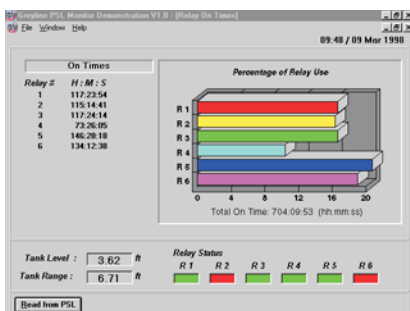 Greyline PSL Monitor Demonstration V1.0 - [Relay On Times]
File Window Help
09:48 / 09 Mar 1998
On Times
Relay # H : M : S
1 117:23:54
2 115:14:41
3 117:24:14
4 73:26:05
5 146:28:18
6 134:12:38
Percentage of Relay Use
R 1
R 2
R 3
R 4
R 5
R 6
0 4 8 12 16 20
Total On Time: 704:09:53 (hh:mm:ss)
Tank Level : 3.62 ft
Tank Range : 6.71 ft
Relay Status
R 1 R 2 R 3 R 4 R 5 R 6
Read from PSL